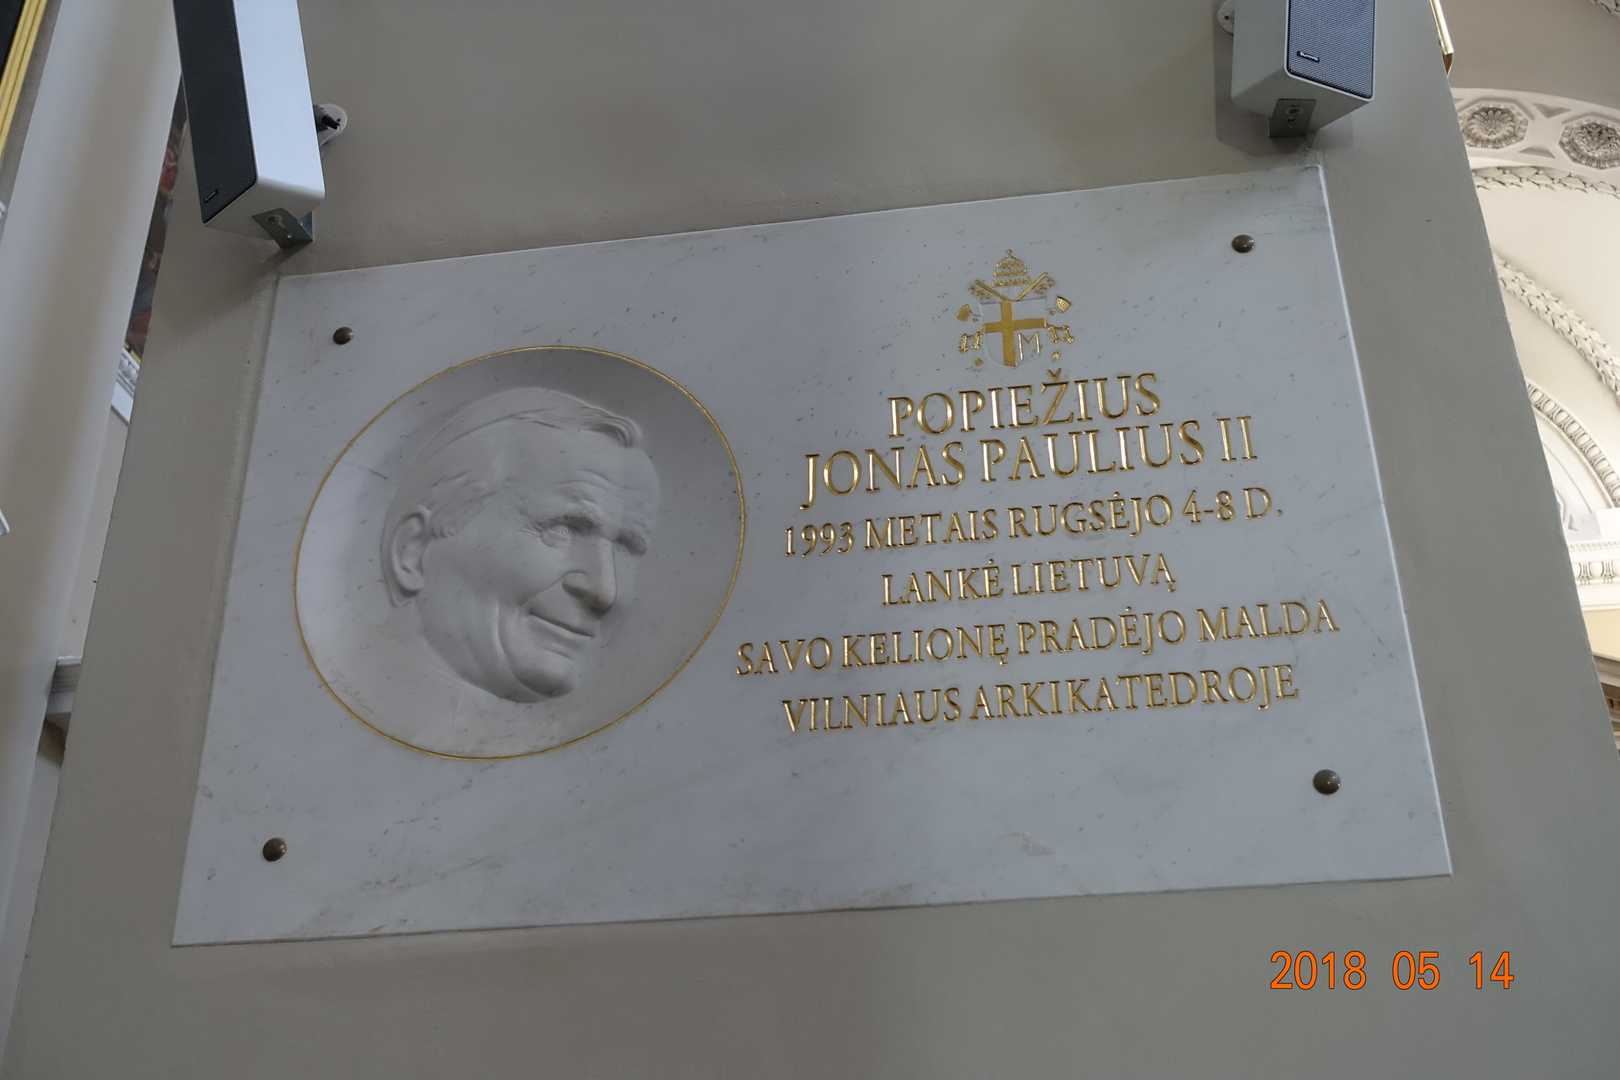 M
POPIEŽIUS
JONAS PAULIUS II
1993 METAIS RUGSĖJO 4-8 D.
LANKĖ LIETUVĄ
SAVO KELIONĘ PRADĖJO MALDA
VILNIAUS ARKIKATEDROJE
2018 05 14